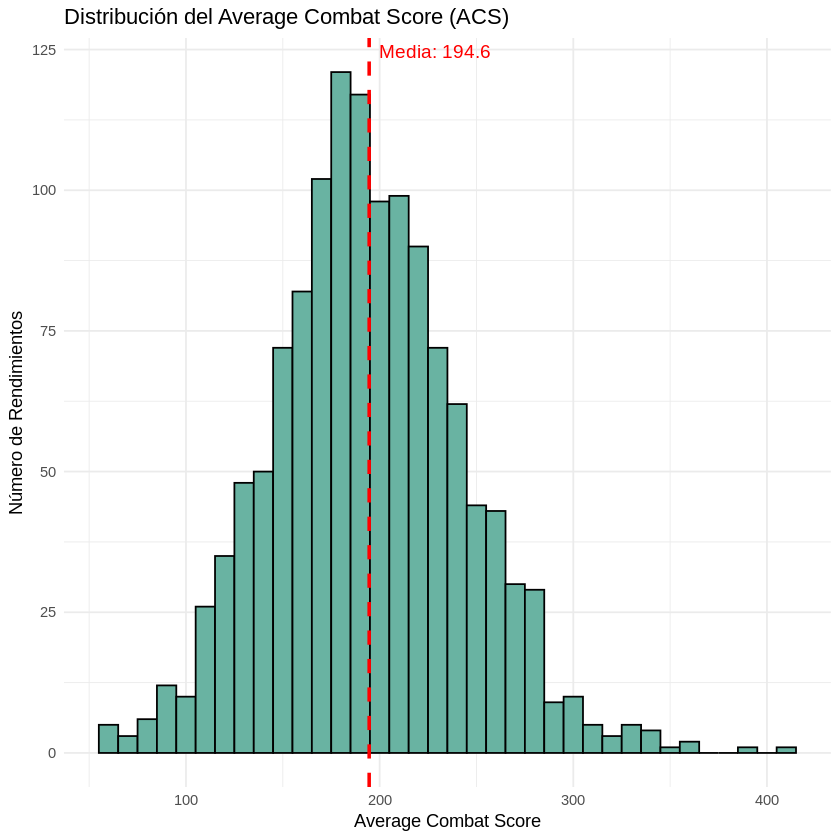 Distribución del Average Combat Score (ACS)
Media: 194.6
125
100
75
50
25
0
Número de Rendimientos
100
200
300
400
Average Combat Score